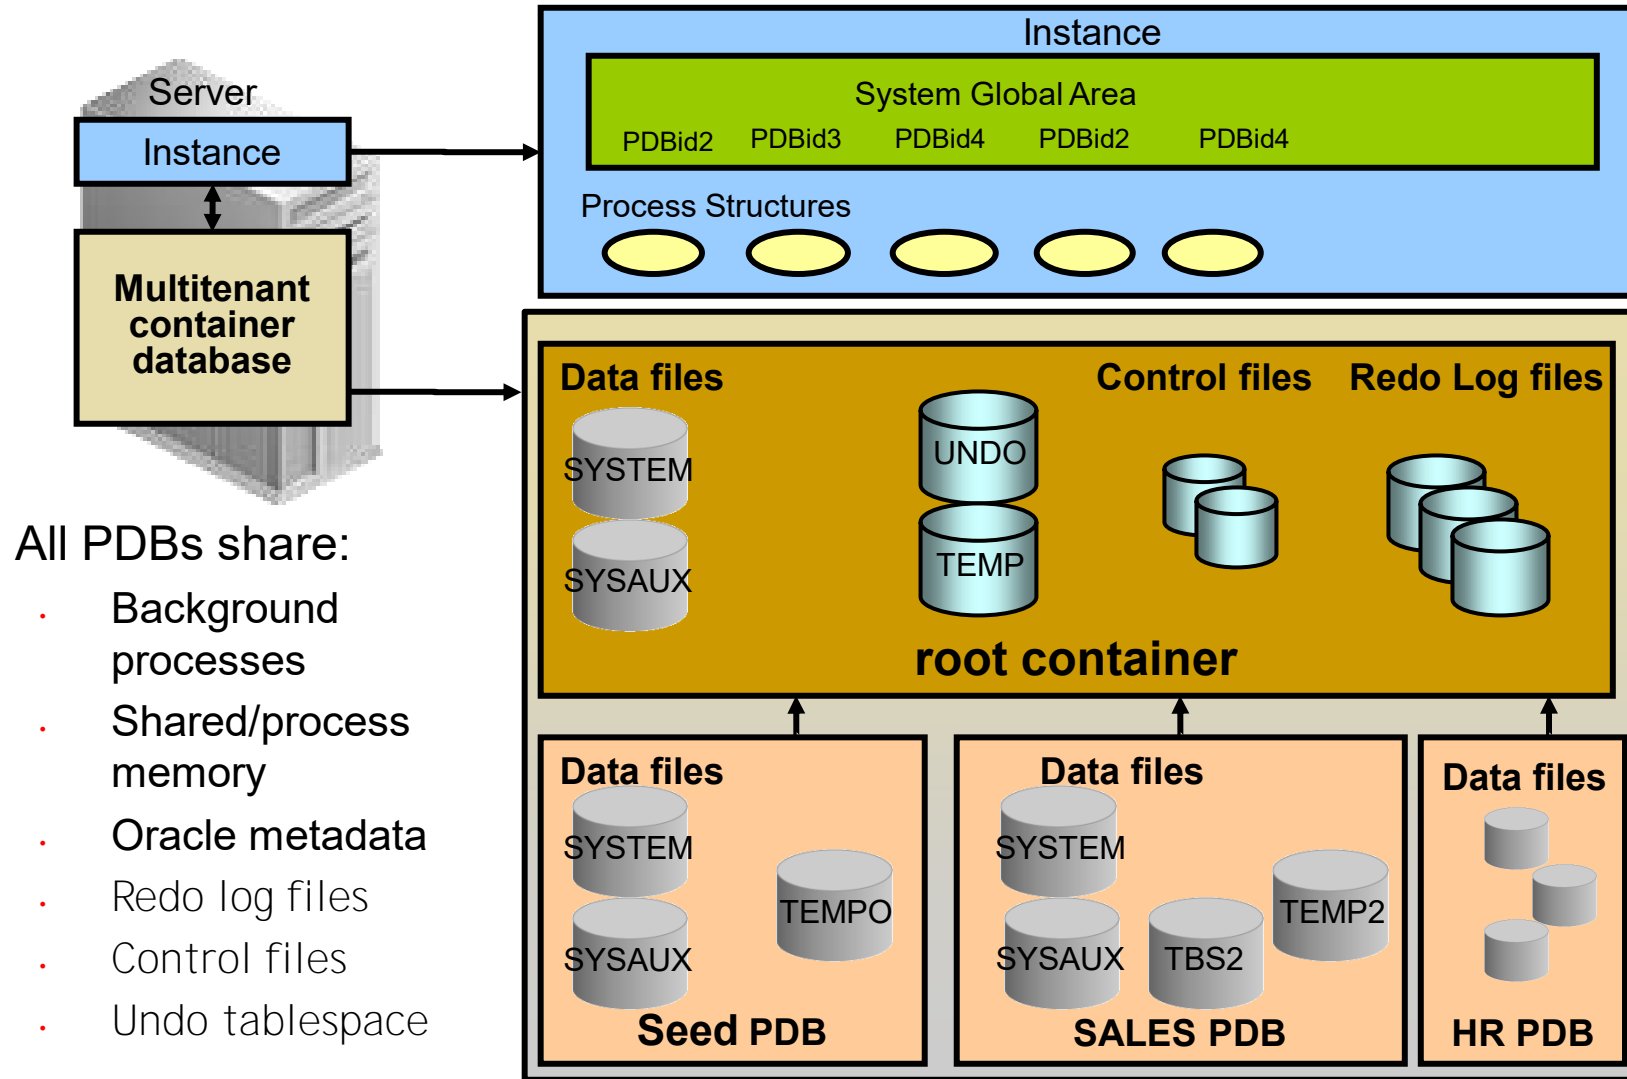 Server
Instance
Multitenant
container
database
All PDBs share:
Background
processes
Shared/process
memory
Oracle metadata
Redo log files
Control files
Undo tablespace
Instance
System Global Area
PDBid2 PDBid3 PDBid4 PDBid2 PDBid4
Process Structures
Data files Control files Redo Log files
SYSTEM UNDO
SYSAUX TEMP
root container
Data files
SYSTEM
TEMPO
SYSAUX
Seed PDB
Data files
SYSTEM
TEMP2
SYSAUX TBS2
SALES PDB
Data files
HR PDB